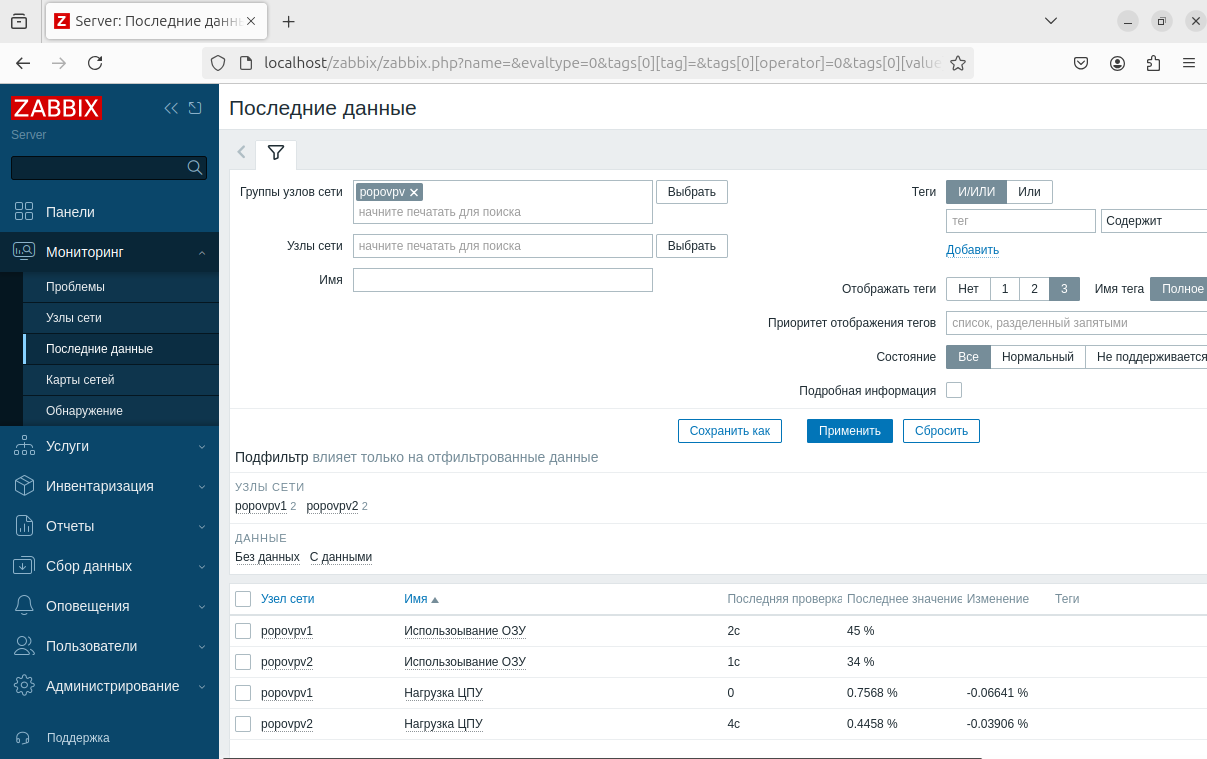 Server: Последние данн
localhost/zabbix/zabbix.php?name=&evaltype=0&tags[0][tag]=&tags[0][operator]=0&tags[0][value
ZABBIX
Server
Панели
Мониторинг
Проблемы
Узлы сети
Последние данные
Карты сетей
Обнаружение
Услуги
Инвентаризация
Отчеты
Сбор данных
Оповещения
Пользователи
Администрирование
Поддержка
Последние данные
Группы узлов сети popovpv начните печатать для поиска Выбрать
Узлы сети начните печатать для поиска Выбрать
Имя
Теги И/ИЛИ Или
тег Содержит
Добавить
Отображать теги Нет 1 2 3 Имя тега Полное
Приоритет отображения тегов список, разделенный запятыми
Состояние Все Нормальный Не поддерживается
Подробная информация
Сохранить как Применить Сбросить
Подфильтр влияет только на отфильтрованные данные
УЗЛЫ СЕТИ
popovpv1 2 popovpv2 2
ДАННЫЕ
Без данных С данными
Узел сети Имя Последняя проверка Последнее значение Изменение Теги
popovpv1 Использоывание ОЗУ 2с 45 %
popovpv2 Использоывание ОЗУ 1с 34 %
popovpv1 Нагрузка ЦПУ 0 0.7568 % -0.06641 %
popovpv2 Нагрузка ЦПУ 4с 0.4458 % -0.03906 %